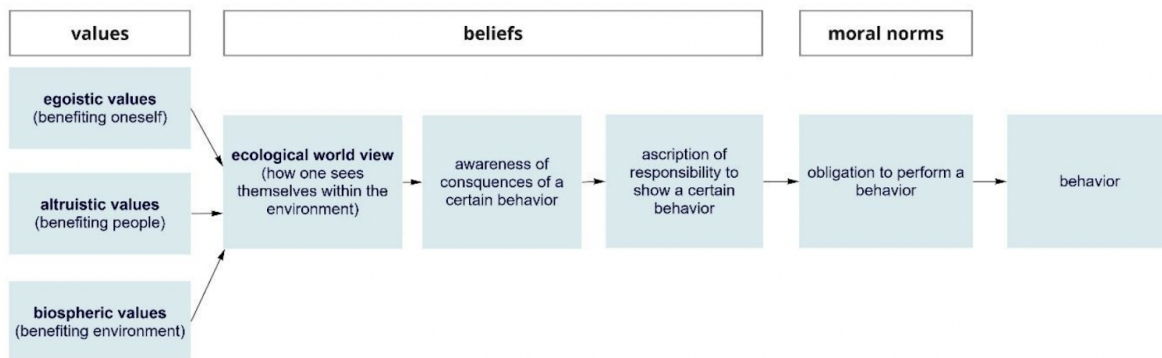 values
beliefs
moral norms
egoistic values
(benefiting oneself)
altruistic values
(benefiting people)
biospheric values
(benefiting environment)
ecological world view
(how one sees
themselves within the
environment)
awareness of
consquences of a
certain behavior
ascription of
responsibility to
show a certain
behavior
obligation to perform a
behavior
behavior